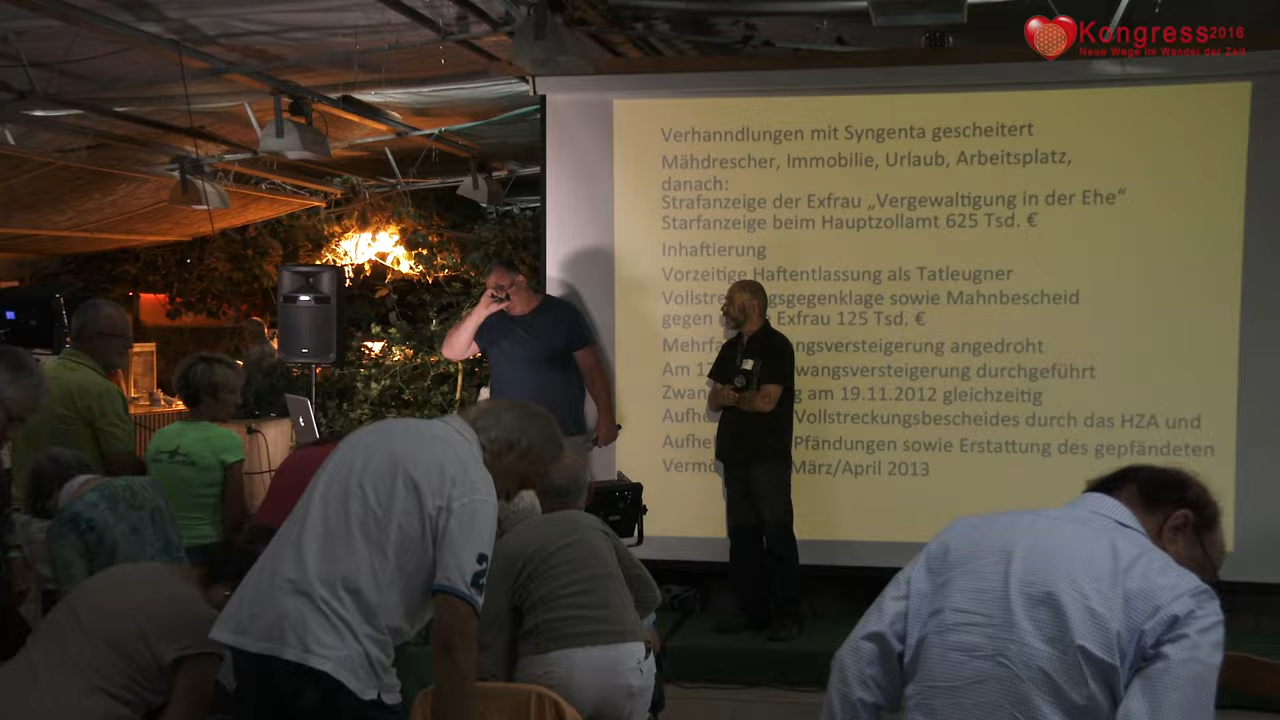 Kongress2016
Neue Wege im Wandel der Zeit
Verhanndlungen mit Syngenta gescheitert
Mähdrescher, Immobilie, Urlaub, Arbeitsplatz,
danach:
Strafanzeige der Exfrau „Vergewaltigung in der Ehe“
Starfanzeige beim Hauptzollamt 625 Tsd. €
Inhaftierung
Vorzeitige Haftentlassung als Tatleugner
Vollstre gsgegenklage sowie Mahnbescheid
gegen Exfrau 125 Tsd. €
Mehrfa angsversteigerung angedroht
Am 1 wangsversteigerung durchgeführt
Zwan g am 19.11.2012 gleichzeitig
Aufhe Vollstreckungsbescheides durch das HZA und
Aufhe Pfändungen sowie Erstattung des gepfändeten
Vermö März/April 2013
2